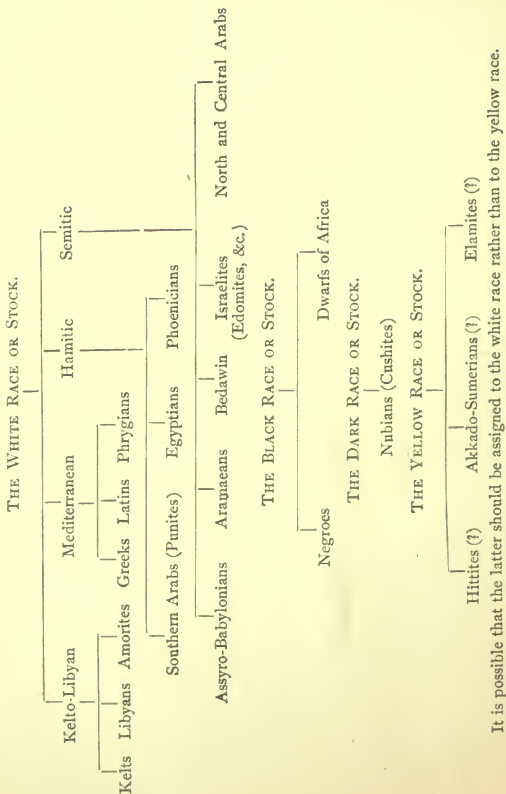 THE WHITE RACE OR STOCK.
Kelto-Libyan Mediterranean Hamitic Semitic
Kelts Libyans Amorites Greeks Latins Phrygians
Southern Arabs (Punites) Egyptians Phoenicians
Assyro-Babylonians Aramaeans Bedawin Israelites North and Central Arabs
(Edomites, &c.)
THE BLACK RACE OR STOCK.
Negroes Dwarfs of Africa
THE DARK RACE OR STOCK.
Nubians (Cushites)
THE YELLOW RACE OR STOCK.
Hittites (?) Akkado-Sumerians (?) Elamites (?)
It is possible that the latter should be assigned to the white race rather than to the yellow race.